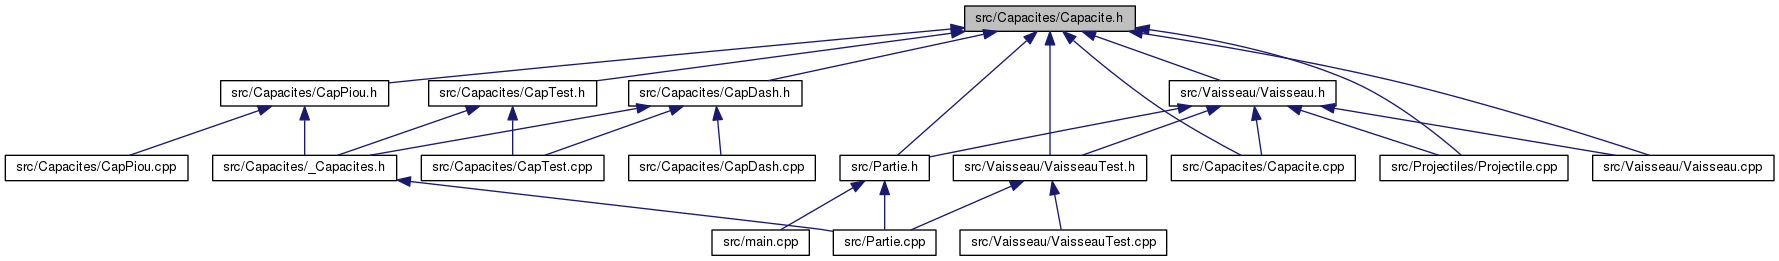 src/Capacites/Capacite.h
src/Capacites/CapPiou.h
src/Capacites/CapTest.h
src/Capacites/CapDash.h
src/Vaisseau/Vaisseau.h
src/Capacites/CapPiou.cpp
src/Capacites/_Capacites.h
src/Capacites/CapTest.cpp
src/Capacites/CapDash.cpp
src/Partie.h
src/Vaisseau/VaisseauTest.h
src/Capacites/Capacite.cpp
src/Projectiles/Projectile.cpp
src/Vaisseau/Vaisseau.cpp
src/main.cpp
src/Partie.cpp
src/Vaisseau/VaisseauTest.cpp